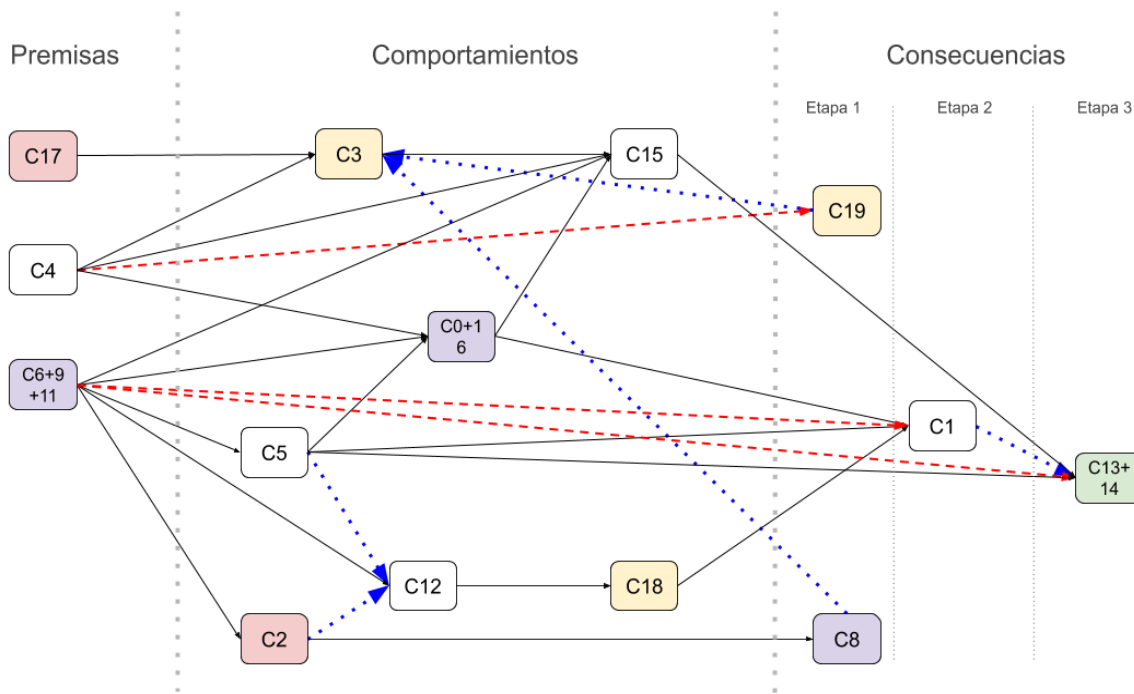 Premisas
Comportamientos
Consecuencias
Etapa 1
Etapa 2
Etapa 3
C17
C3
C15
C19
C4
C0+1
6
C6+9
+11
C5
C1
C13+
14
C12
C18
C2
C8